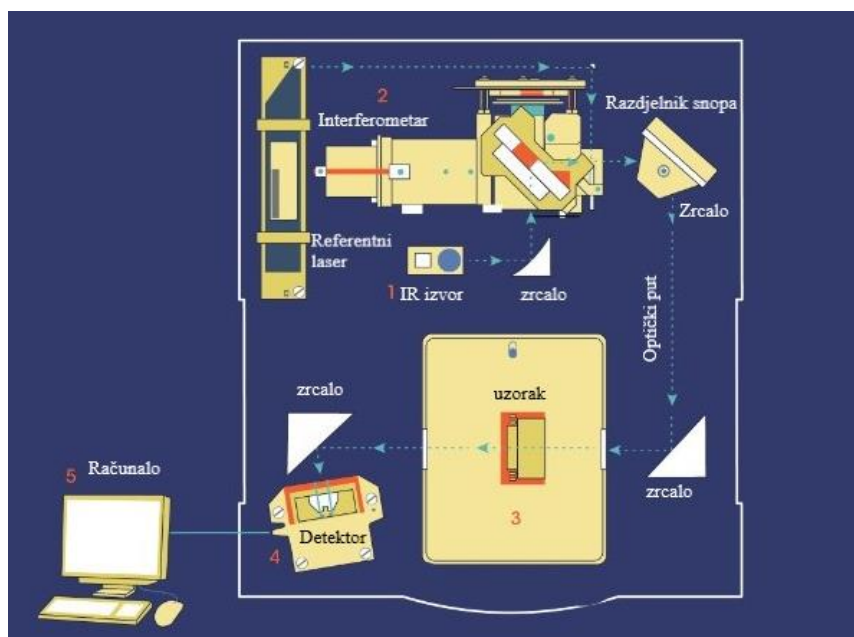 2
Interferometar
Razdjelnik snopa
Zrcalo
Referentni
laser
1 IR izvor
zrcalo
Optički put
zrcalo
uzorak
zrcalo
3
5 Računalo
Detektor
4